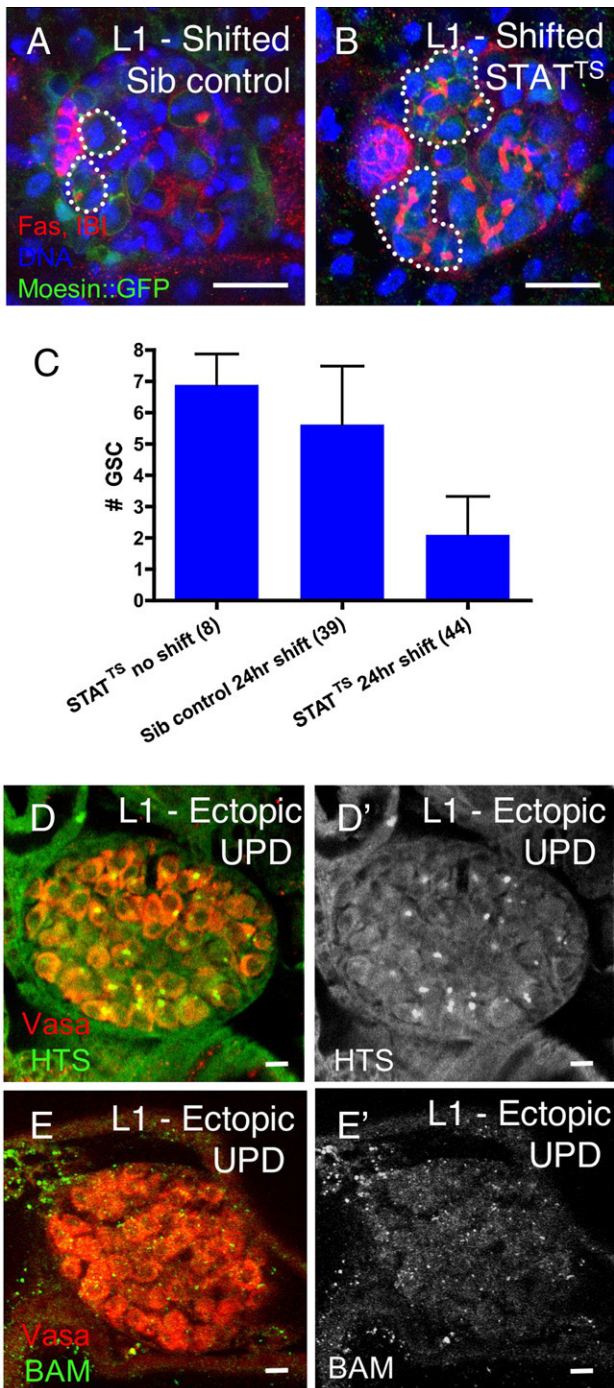 A
L1 - Shifted
Sib control
Fas, 1B1
DNA
Moesin::GFP
B
L1 - Shifted
STAT^TS
C
# GSC
8
7
6
5
4
3
2
1
0
STAT^TS no shift (8)
Sib control 24hr shift (39)
STAT^TS 24hr shift (44)
D
L1 - Ectopic
UPD
Vasa
HTS
D'
L1 - Ectopic
UPD
HTS
E
L1 - Ectopic
UPD
Vasa
BAM
E'
L1 - Ectopic
UPD
BAM